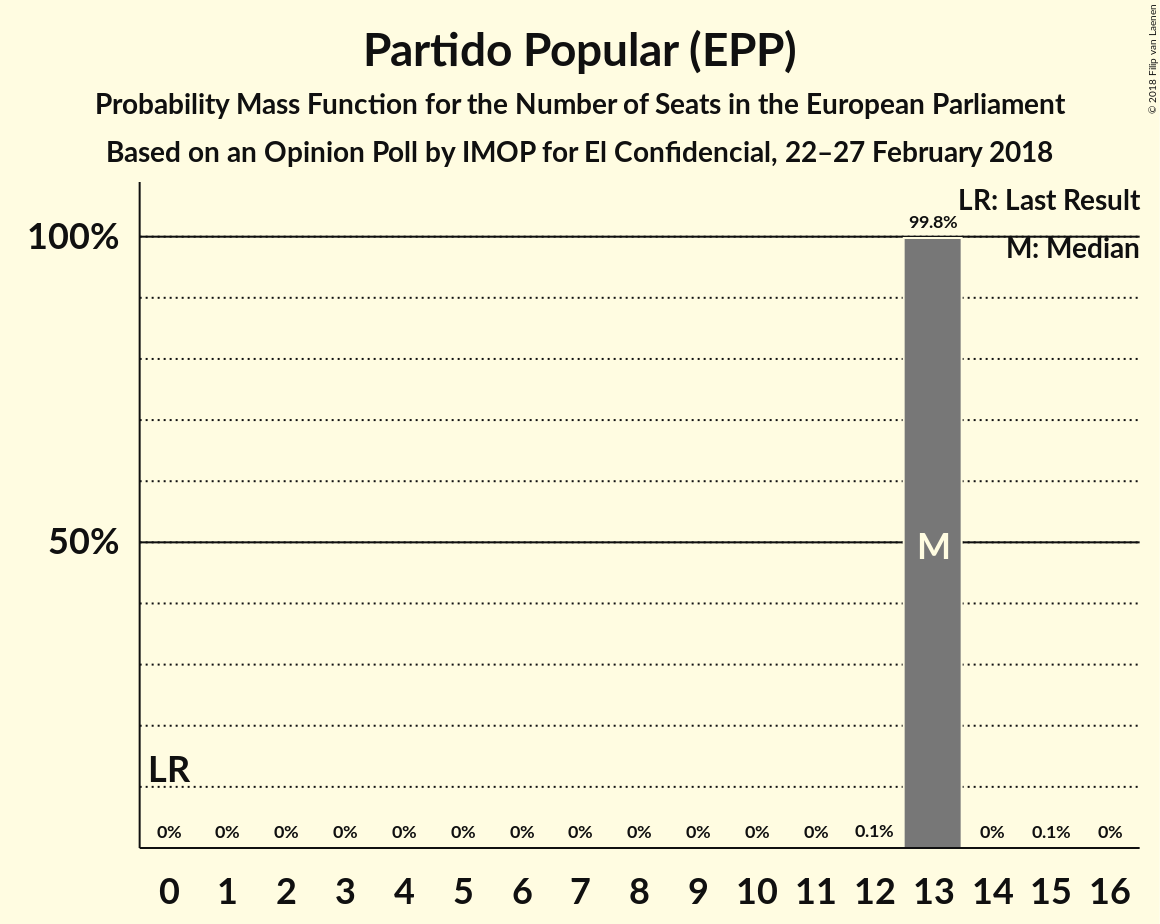 Partido Popular (EPP)
Probability Mass Function for the Number of Seats in the European Parliament
Based on an Opinion Poll by IMOP for El Confidencial, 22–27 February 2018
© 2018 Filip van Laenen
LR: Last Result
M: Median
100%
50%
99.8%
M
LR
0% 0% 0% 0% 0% 0% 0% 0% 0% 0% 0% 0% 0.1% 0% 0.1% 0%
0 1 2 3 4 5 6 7 8 9 10 11 12 13 14 15 16